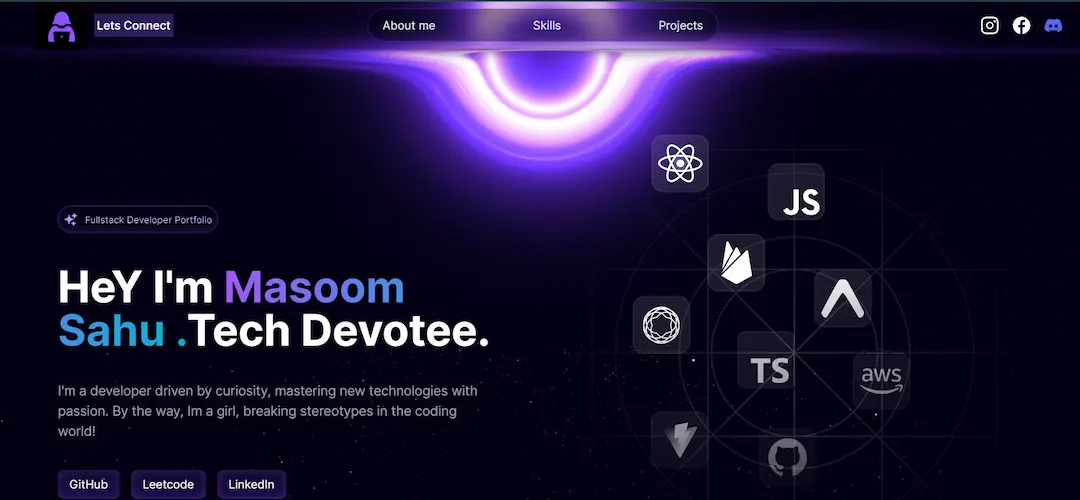 Lets Connect
About me
Skills
Projects
Fullstack Developer Portfolio
HeY I'm Masoom
Sahu .Tech Devotee.
I'm a developer driven by curiosity, mastering new technologies with
passion. By the way, Im a girl, breaking stereotypes in the coding
world!
GitHub
Leetcode
LinkedIn
JS
TS
aws